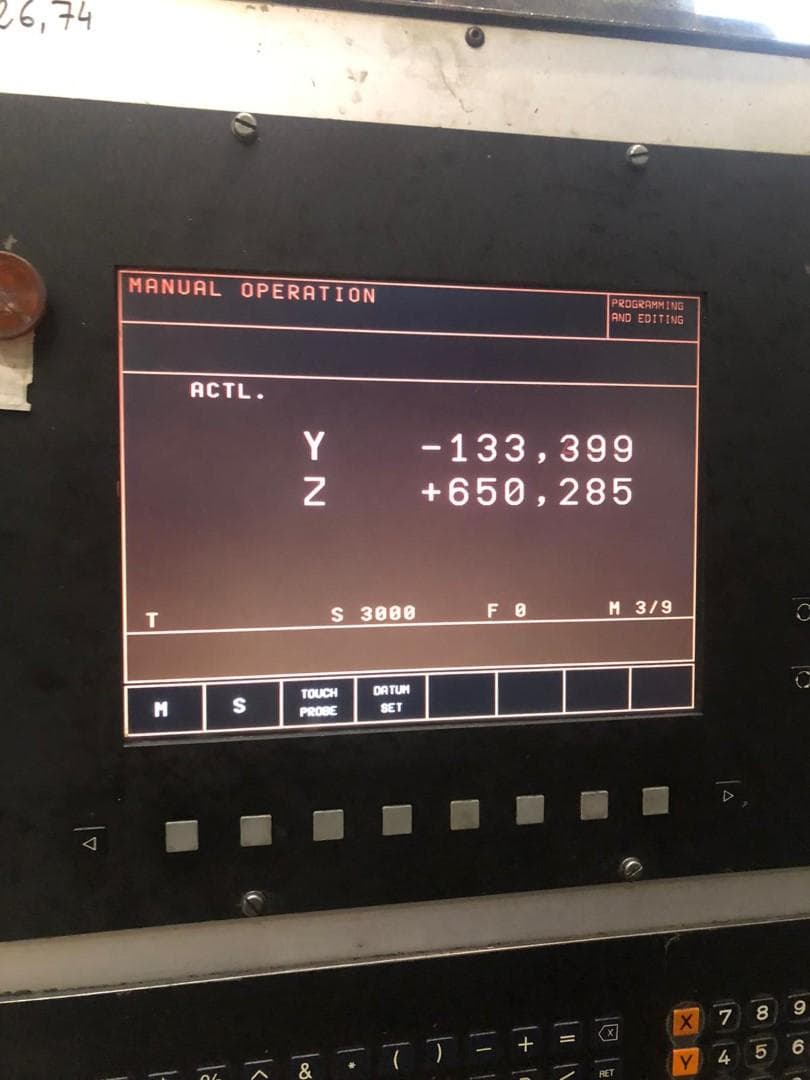 26,74
MANUAL OPERATION
PROGRAMMING
AND EDITING
ACTL.
Y -133,399
Z +650,285
T S 3000 F 0 M 3/9
M S TOUCH PROBE DATUM SET
% ^ & * ( ) − + = X 7 8 9
< RET Y 4 5 6